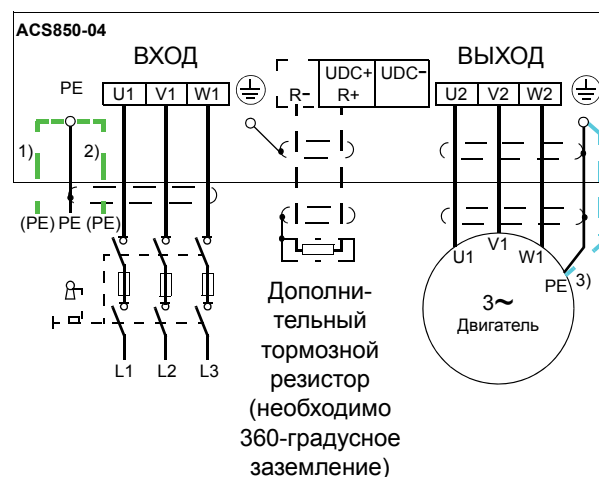 ACS850-04
ВХОД
ВЫХОД
PE
U1 V1 W1
R−
UDC+
R+
UDC−
U2 V2 W2
1)
2)
(PE) PE (PE)
U1
V1
W1
PE
3)
3~
Двигатель
L1 L2 L3
Дополни-
тельный
тормозной
резистор
(необходимо
360-градусное
заземление)